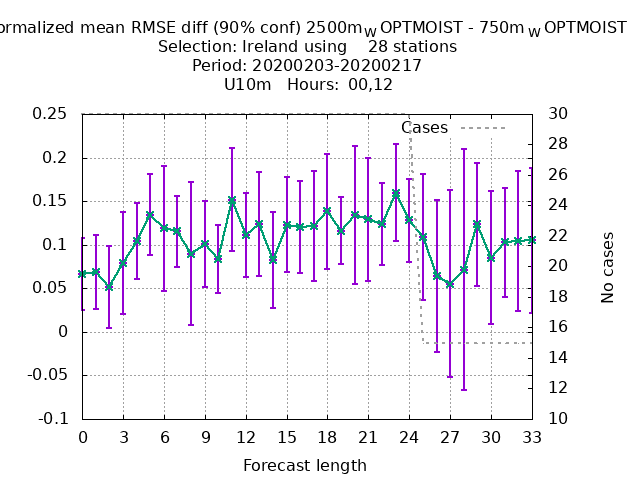 ormalized mean RMSE diff (90% conf) 2500mW OPTMOIST - 750mW OPTMOIST
Selection: Ireland using 28 stations
Period: 20200203-20200217
U10m Hours: 00,12
Cases
0.25
0.2
0.15
0.1
0.05
0
-0.05
-0.1
30
28
26
24
22
20
18
16
14
12
10
No cases
0 3 6 9 12 15 18 21 24 27 30 33
Forecast length